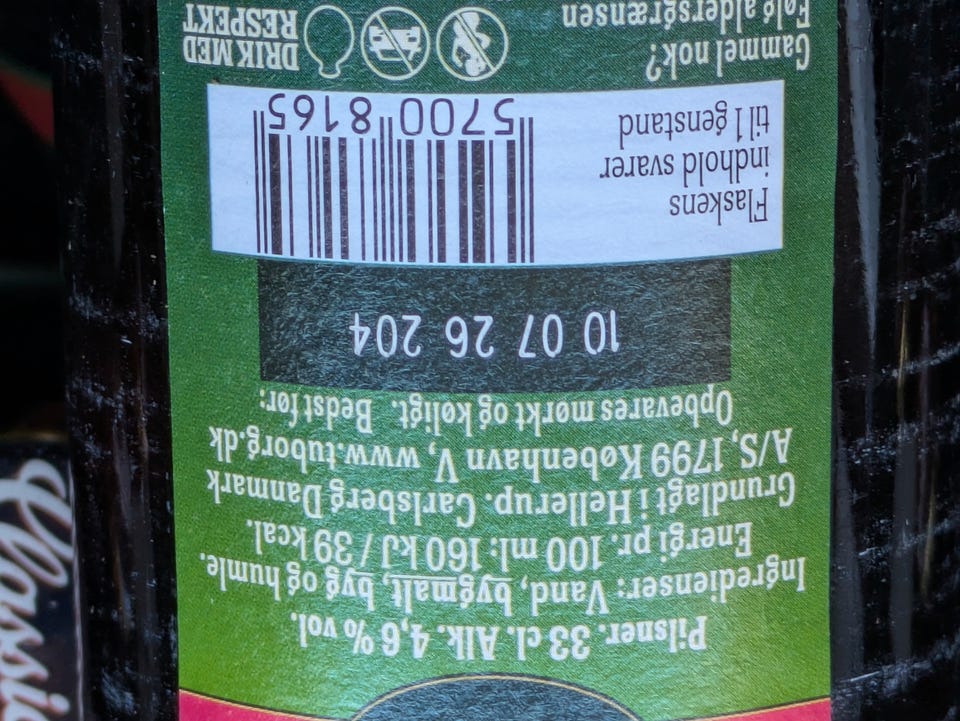 Pilsner. 33 cl. Alk. 4,6 % vol.
Ingredienser: Vand, bygmalt, byg og humle.
Energi pr. 100 ml: 160 kJ / 39 kcal.
Grundlagt i Hellerup. Carlsberg Danmark
A/S, 1799 København V, www.tuborg.dk
Opbevares mørkt og køligt. Bedst før:
10 07 26 204
Flaskens
indhold svarer
til 1 genstand
5700 8165
Gammel nok?
Følg aldersgrænsen
DRIK MED
RESPEKT
Classic